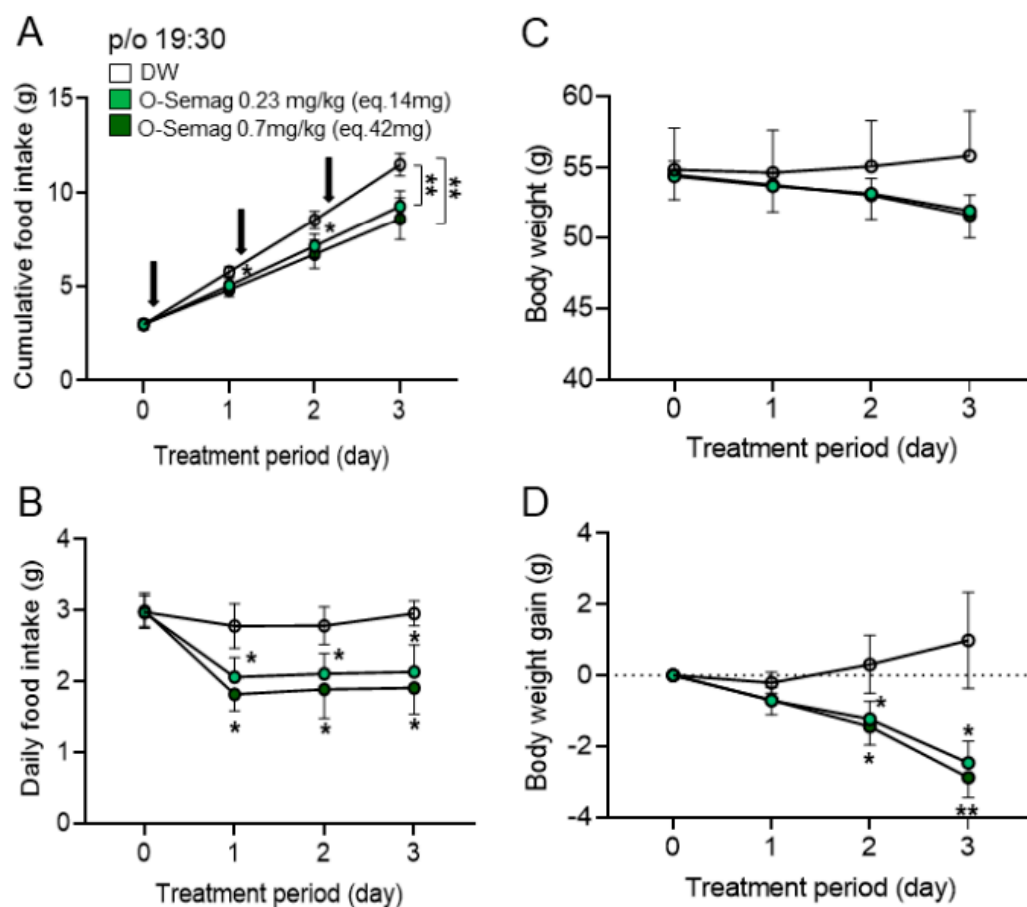 A
p/o 19:30
DW
O-Semag 0.23 mg/kg (eq.14mg)
O-Semag 0.7mg/kg (eq.42mg)
Cumulative food intake (g)
15
10
5
0
**
**
*
*
0 1 2 3
Treatment period (day)
C
Body weight (g)
60
55
50
45
40
0 1 2 3
Treatment period (day)
B
Daily food intake (g)
4
3
2
1
0
* * *
* * *
0 1 2 3
Treatment period (day)
D
Body weight gain (g)
4
2
0
-2
-4
* *
* **
0 1 2 3
Treatment period (day)